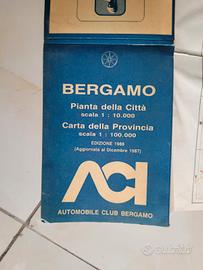 BERGAMO
Pianta della Città
scala 1 : 10.000
Carta della Provincia
scala 1 : 100.000
EDIZIONE 1988
(Aggiornata al Dicembre 1987)
ACI
AUTOMOBILE CLUB BERGAMO
subito